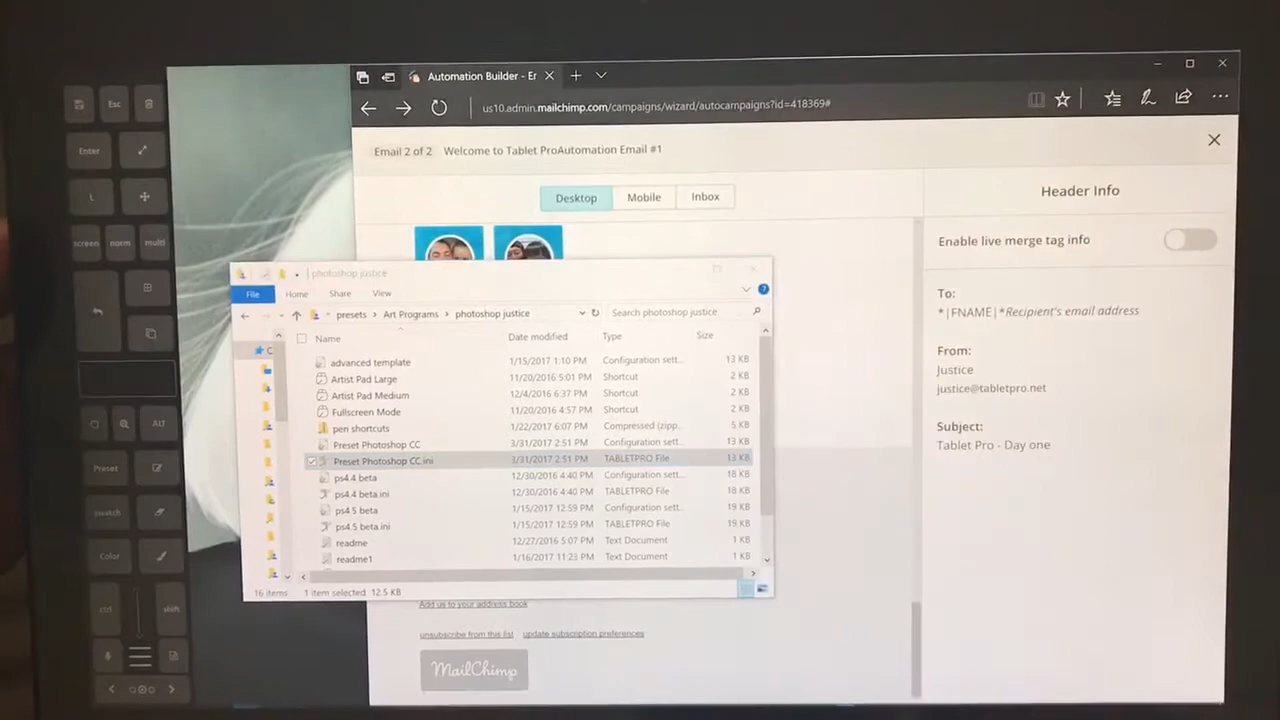 Automation Builder - Er
us10.admin.mailchimp.com/campaigns/wizard/autocampaigns?id=418369#
Email 2 of 2 Welcome to Tablet ProAutomation Email #1
Desktop Mobile Inbox
Header Info
Enable live merge tag info
To:
*|FNAME|* Recipient's email address
From:
Justice
justice@tabletpro.net
Subject:
Tablet Pro - Day one
photoshop justice
File Home Share View
presets > Art Programs > photoshop justice
Search photoshop justice
Name Date modified Type Size
advanced template 1/15/2017 1:10 PM Configuration sett... 13 KB
Artist Pad Large 11/20/2016 5:01 PM Shortcut 2 KB
Artist Pad Medium 12/4/2016 6:37 PM Shortcut 2 KB
Fullscreen Mode 11/20/2016 4:57 PM Shortcut 2 KB
pen shortcuts 1/22/2017 6:07 PM Compressed (zipp... 5 KB
Preset Photoshop CC 3/31/2017 2:51 PM Configuration sett... 13 KB
Preset Photoshop CC.ini 3/31/2017 2:51 PM TABLETPRO File 13 KB
ps4.4 beta 12/30/2016 4:40 PM Configuration sett... 18 KB
ps4.4 beta.ini 12/30/2016 4:40 PM TABLETPRO File 18 KB
ps4.5 beta 1/15/2017 12:59 PM Configuration sett... 19 KB
ps4.5 beta.ini 1/15/2017 12:59 PM TABLETPRO File 19 KB
readme 12/27/2016 5:07 PM Text Document 1 KB
readme1 1/16/2017 11:23 PM Text Document 1 KB
16 items 1 item selected 12.5 KB
Add us to your address book
unsubscribe from this list update subscription preferences
MailChimp
Esc
Enter
L
screen norm multi
Alt
Preset
swatch
Color
ctrl shift